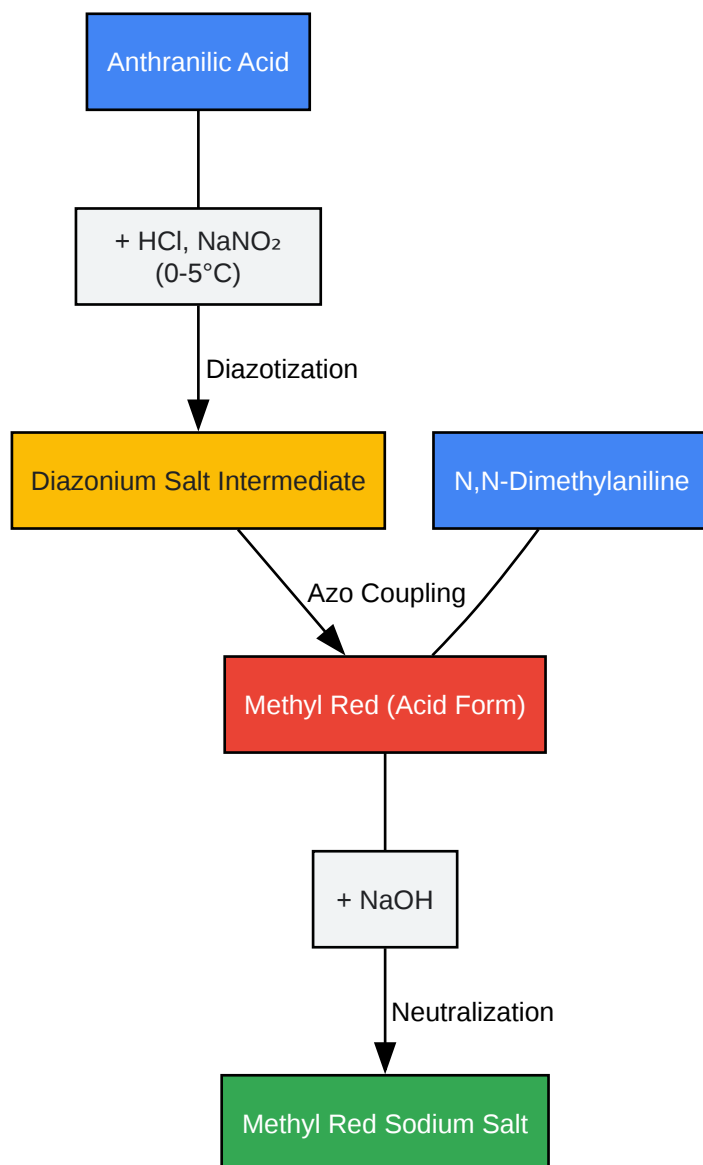 Anthranilic Acid
+ HCl, NaNO₂
(0-5°C)
Diazotization
Diazonium Salt Intermediate
N,N-Dimethylaniline
Azo Coupling
Methyl Red (Acid Form)
+ NaOH
Neutralization
Methyl Red Sodium Salt